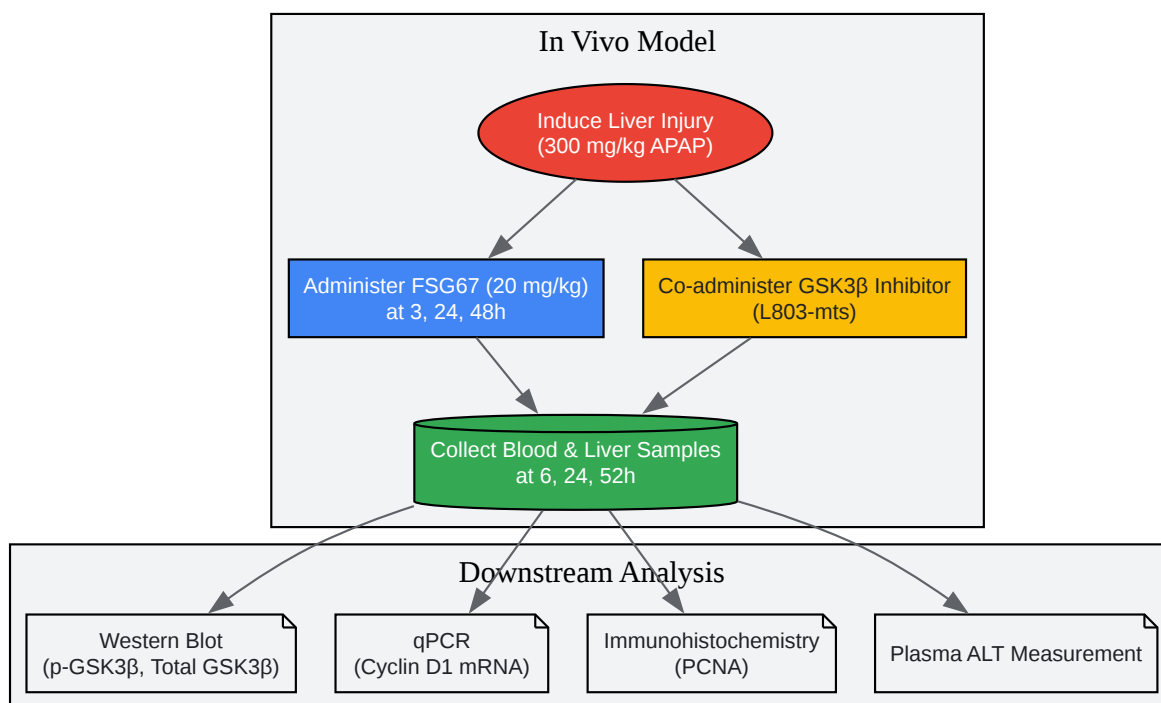 In Vivo Model
Induce Liver Injury
(300 mg/kg APAP)
Administer FSG67 (20 mg/kg)
at 3, 24, 48h
Co-administer GSK3β Inhibitor
(L803-mts)
Collect Blood & Liver Samples
at 6, 24, 52h
Downstream Analysis
Western Blot
(p-GSK3β, Total GSK3β)
qPCR
(Cyclin D1 mRNA)
Immunohistochemistry
(PCNA)
Plasma ALT Measurement